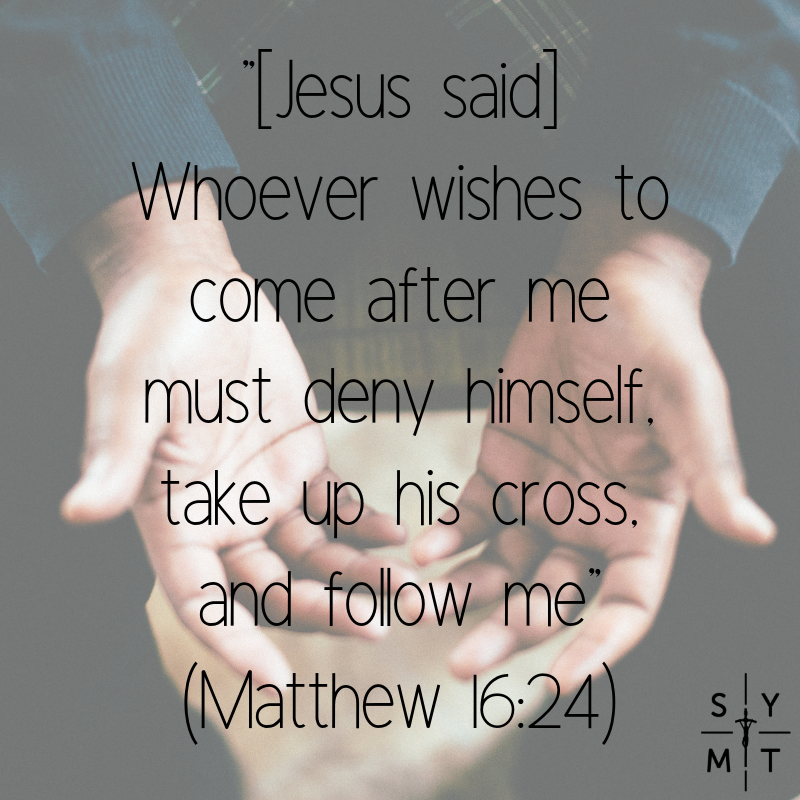 "[Jesus said]
Whoever wishes to
come after me
must deny himself,
take up his cross,
and follow me"
(Matthew 16:24)
S Y
M T